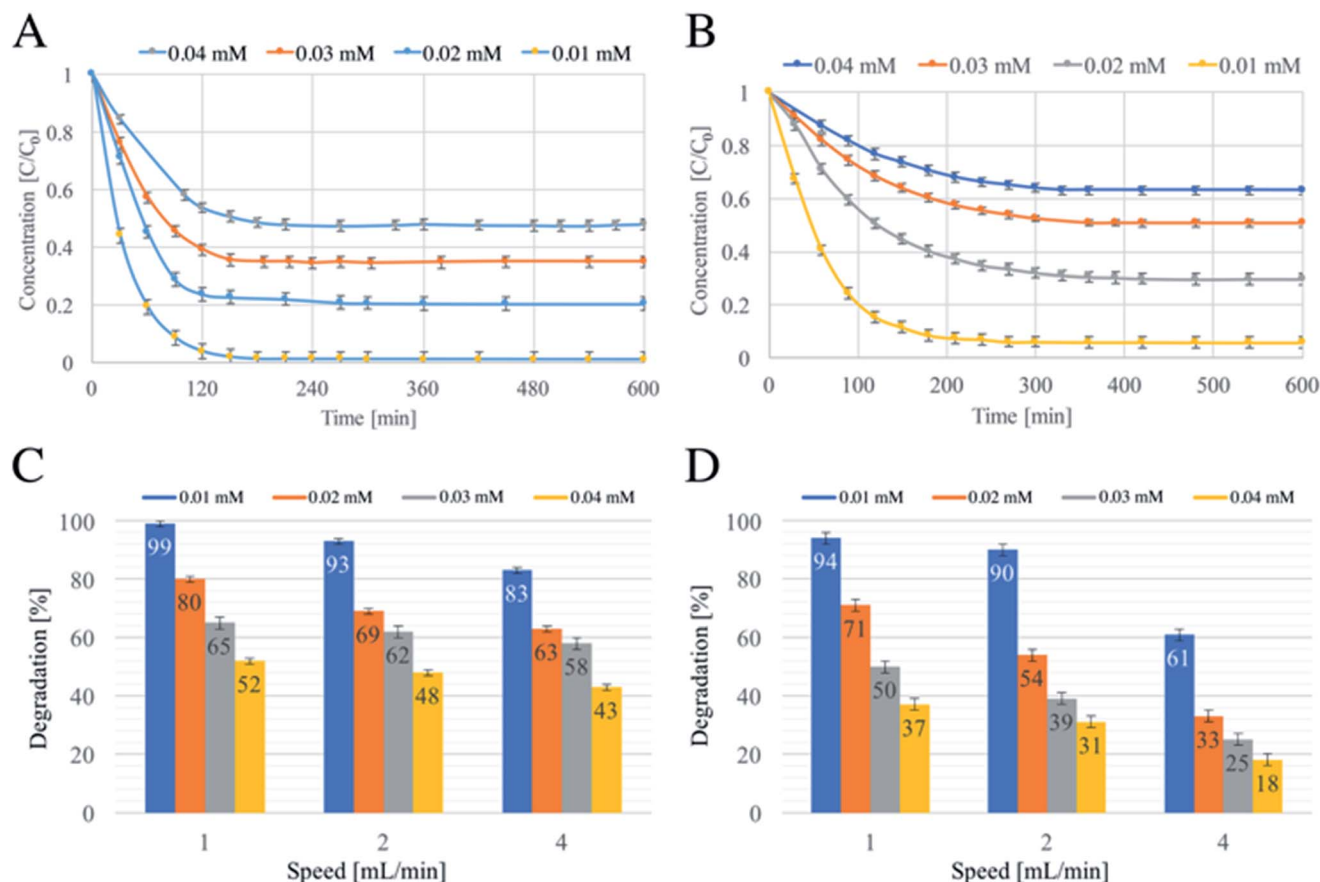 A
0.04 mM 0.03 mM 0.02 mM 0.01 mM
Concentration [C/C₀]
1
0.8
0.6
0.4
0.2
0
0 120 240 360 480 600
Time [min]
B
0.04 mM 0.03 mM 0.02 mM 0.01 mM
Concentration [C/C₀]
1
0.8
0.6
0.4
0.2
0
0 100 200 300 400 500 600
Time [min]
C
0.01 mM 0.02 mM 0.03 mM 0.04 mM
Degradation [%]
100
80
60
40
20
0
99 80 65 52
93 69 62 48
83 63 58 43
1 2 4
Speed [mL/min]
D
0.01 mM 0.02 mM 0.03 mM 0.04 mM
Degradation [%]
100
80
60
40
20
0
94 71 50 37
90 54 39 31
61 33 25 18
1 2 4
Speed [mL/min]